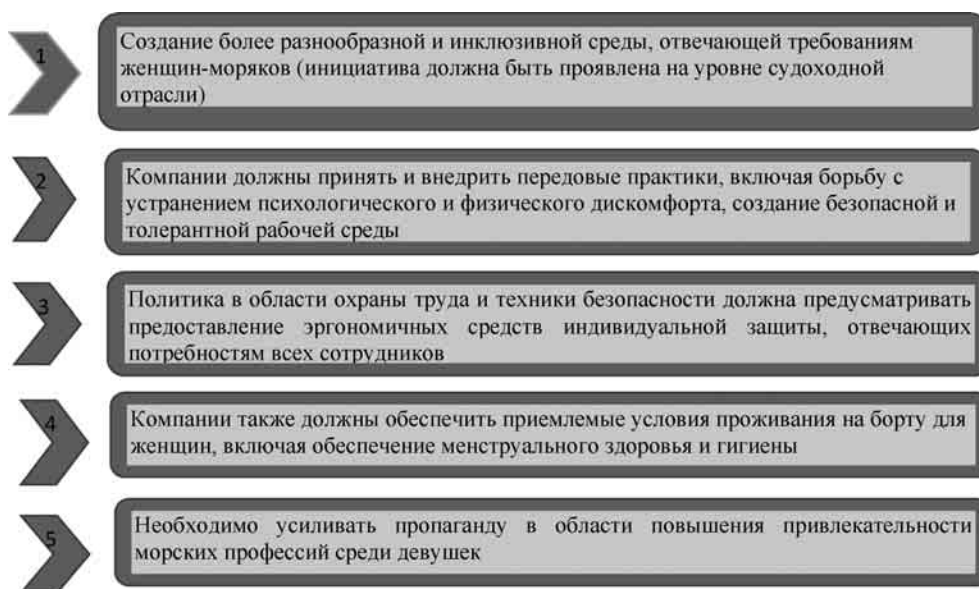 1
Создание более разнообразной и инклюзивной среды, отвечающей требованиям
женщин-моряков (инициатива должна быть проявлена на уровне судоходной
отрасли)
2
Компании должны принять и внедрить передовые практики, включая борьбу с
устранением психологического и физического дискомфорта, создание безопасной и
толерантной рабочей среды
3
Политика в области охраны труда и техники безопасности должна предусматривать
предоставление эргономичных средств индивидуальной защиты, отвечающих
потребностям всех сотрудников
4
Компании также должны обеспечить приемлемые условия проживания на борту для
женщин, включая обеспечение менструального здоровья и гигиены
5
Необходимо усиливать пропаганду в области повышения привлекательности
морских профессий среди девушек